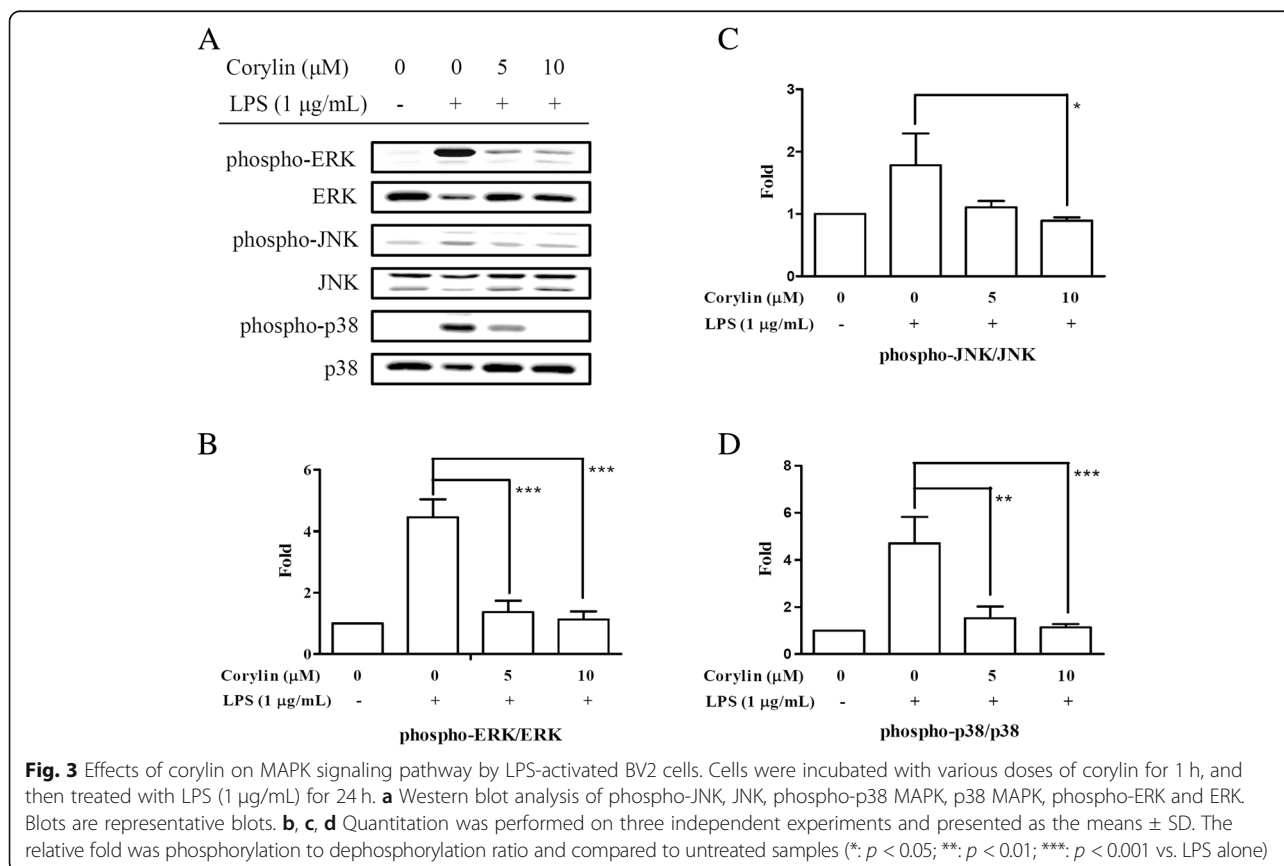 A
Corylin (μM) 0 0 5 10
LPS (1 μg/mL) - + + +
phospho-ERK
ERK
phospho-JNK
JNK
phospho-p38
p38
C
3
2
1
0
Fold
*
Corylin (μM) 0 0 5 10
LPS (1 μg/mL) - + + +
phospho-JNK/JNK
B
6
4
2
0
Fold
***
***
Corylin (μM) 0 0 5 10
LPS (1 μg/mL) - + + +
phospho-ERK/ERK
D
8
6
4
2
0
Fold
***
**
Corylin (μM) 0 0 5 10
LPS (1 μg/mL) - + + +
phospho-p38/p38
Fig. 3 Effects of corylin on MAPK signaling pathway by LPS-activated BV2 cells. Cells were incubated with various doses of corylin for 1 h, and
then treated with LPS (1 μg/mL) for 24 h. a Western blot analysis of phospho-JNK, JNK, phospho-p38 MAPK, p38 MAPK, phospho-ERK and ERK.
Blots are representative blots. b, c, d Quantitation was performed on three independent experiments and presented as the means ± SD. The
relative fold was phosphorylation to dephosphorylation ratio and compared to untreated samples (*: p < 0.05; **: p < 0.01; ***: p < 0.001 vs. LPS alone)